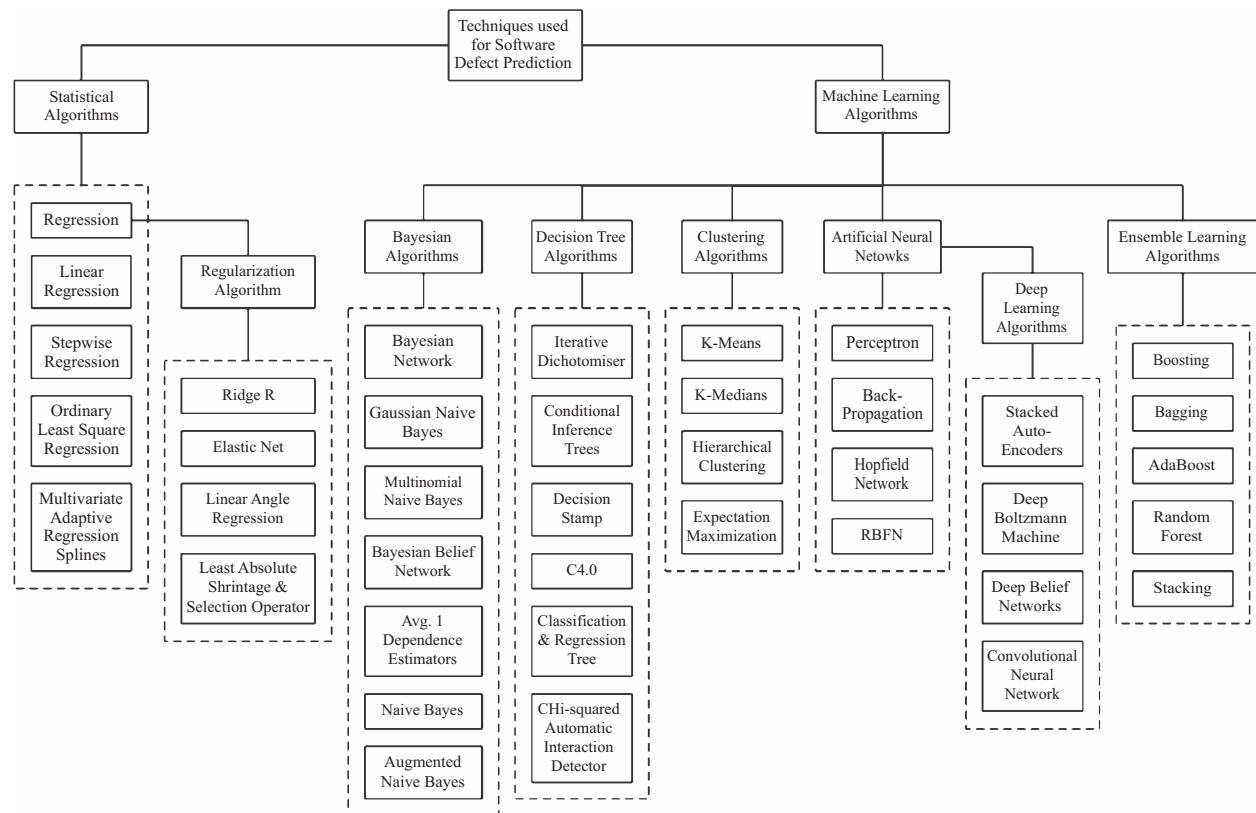 Techniques used
for Software
Defect Prediction
Statistical
Algorithms
Machine Learning
Algorithms
Regression
Linear
Regression
Stepwise
Regression
Ordinary
Least Square
Regression
Multivariate
Adaptive
Regression
Splines
Regularization
Algorithm
Ridge R
Elastic Net
Linear Angle
Regression
Least Absolute
Shrintage &
Selection Operator
Bayesian
Algorithms
Bayesian
Network
Gaussian Naive
Bayes
Multinomial
Naive Bayes
Bayesian Belief
Network
Avg. 1
Dependence
Estimators
Naive Bayes
Augmented
Naive Bayes
Decision Tree
Algorithms
Iterative
Dichotomiser
Conditional
Inference
Trees
Decision
Stamp
C4.0
Classification
& Regression
Tree
CHi-squared
Automatic
Interaction
Detector
Clustering
Algorithms
K-Means
K-Medians
Hierarchical
Clustering
Expectation
Maximization
Artificial Neural
Netowks
Perceptron
Back-
Propagation
Hopfield
Network
RBFN
Deep
Learning
Algorithms
Stacked
Auto-
Encoders
Deep
Boltzmann
Machine
Deep Belief
Networks
Convolutional
Neural
Network
Ensemble Learning
Algorithms
Boosting
Bagging
AdaBoost
Random
Forest
Stacking